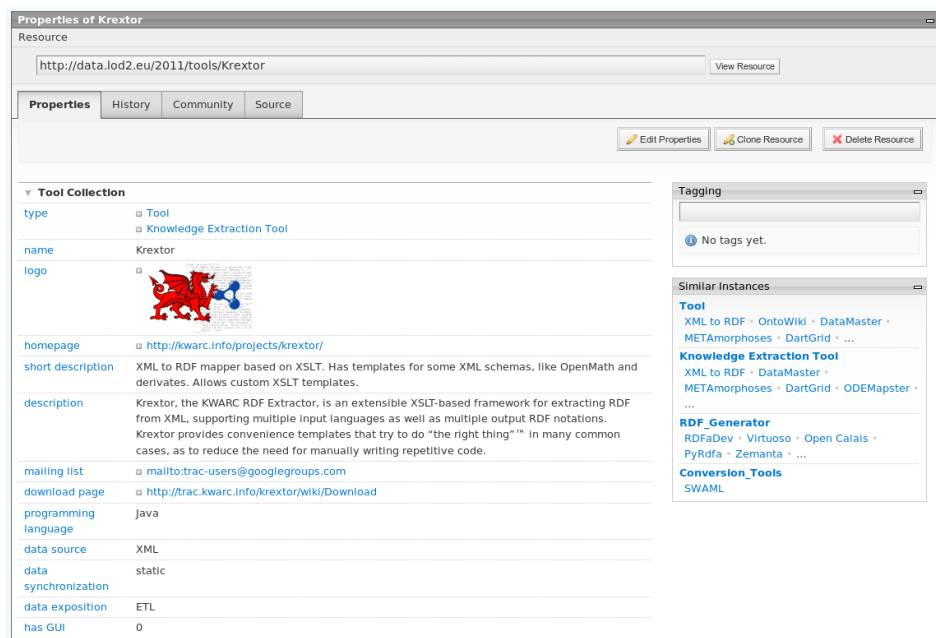 Properties of Krextor
Resource
http://data.lod2.eu/2011/tools/Krextor
View Resource
Properties
History
Community
Source
Edit Properties
Clone Resource
Delete Resource
Tool Collection
type
Tool
Knowledge Extraction Tool
name
Krextor
logo
homepage
http://kwarc.info/projects/krextor/
short description
XML to RDF mapper based on XSLT. Has templates for some XML schemas, like OpenMath and
derivates. Allows custom XSLT templates.
description
Krextor, the KWARC RDF Extractor, is an extensible XSLT-based framework for extracting RDF
from XML, supporting multiple input languages as well as multiple output RDF notations.
Krextor provides convenience templates that try to do “the right thing”™ in many common
cases, as to reduce the need for manually writing repetitive code.
mailing list
mailto:trac-users@googlegroups.com
download page
http://trac.kwarc.info/krextor/wiki/Download
programming
language
Java
data source
XML
data
synchronization
static
data exposition
ETL
has GUI
0
Tagging
No tags yet.
Similar Instances
Tool
XML to RDF • OntoWiki • DataMaster •
METAmorphoses • DartGrid • ...
Knowledge Extraction Tool
XML to RDF • DataMaster •
METAmorphoses • DartGrid • ODEMapster •
...
RDF_Generator
RDFaDev • Virtuoso • Open Calais •
PyRdfa • Zemanta • ...
Conversion_Tools
SWAML